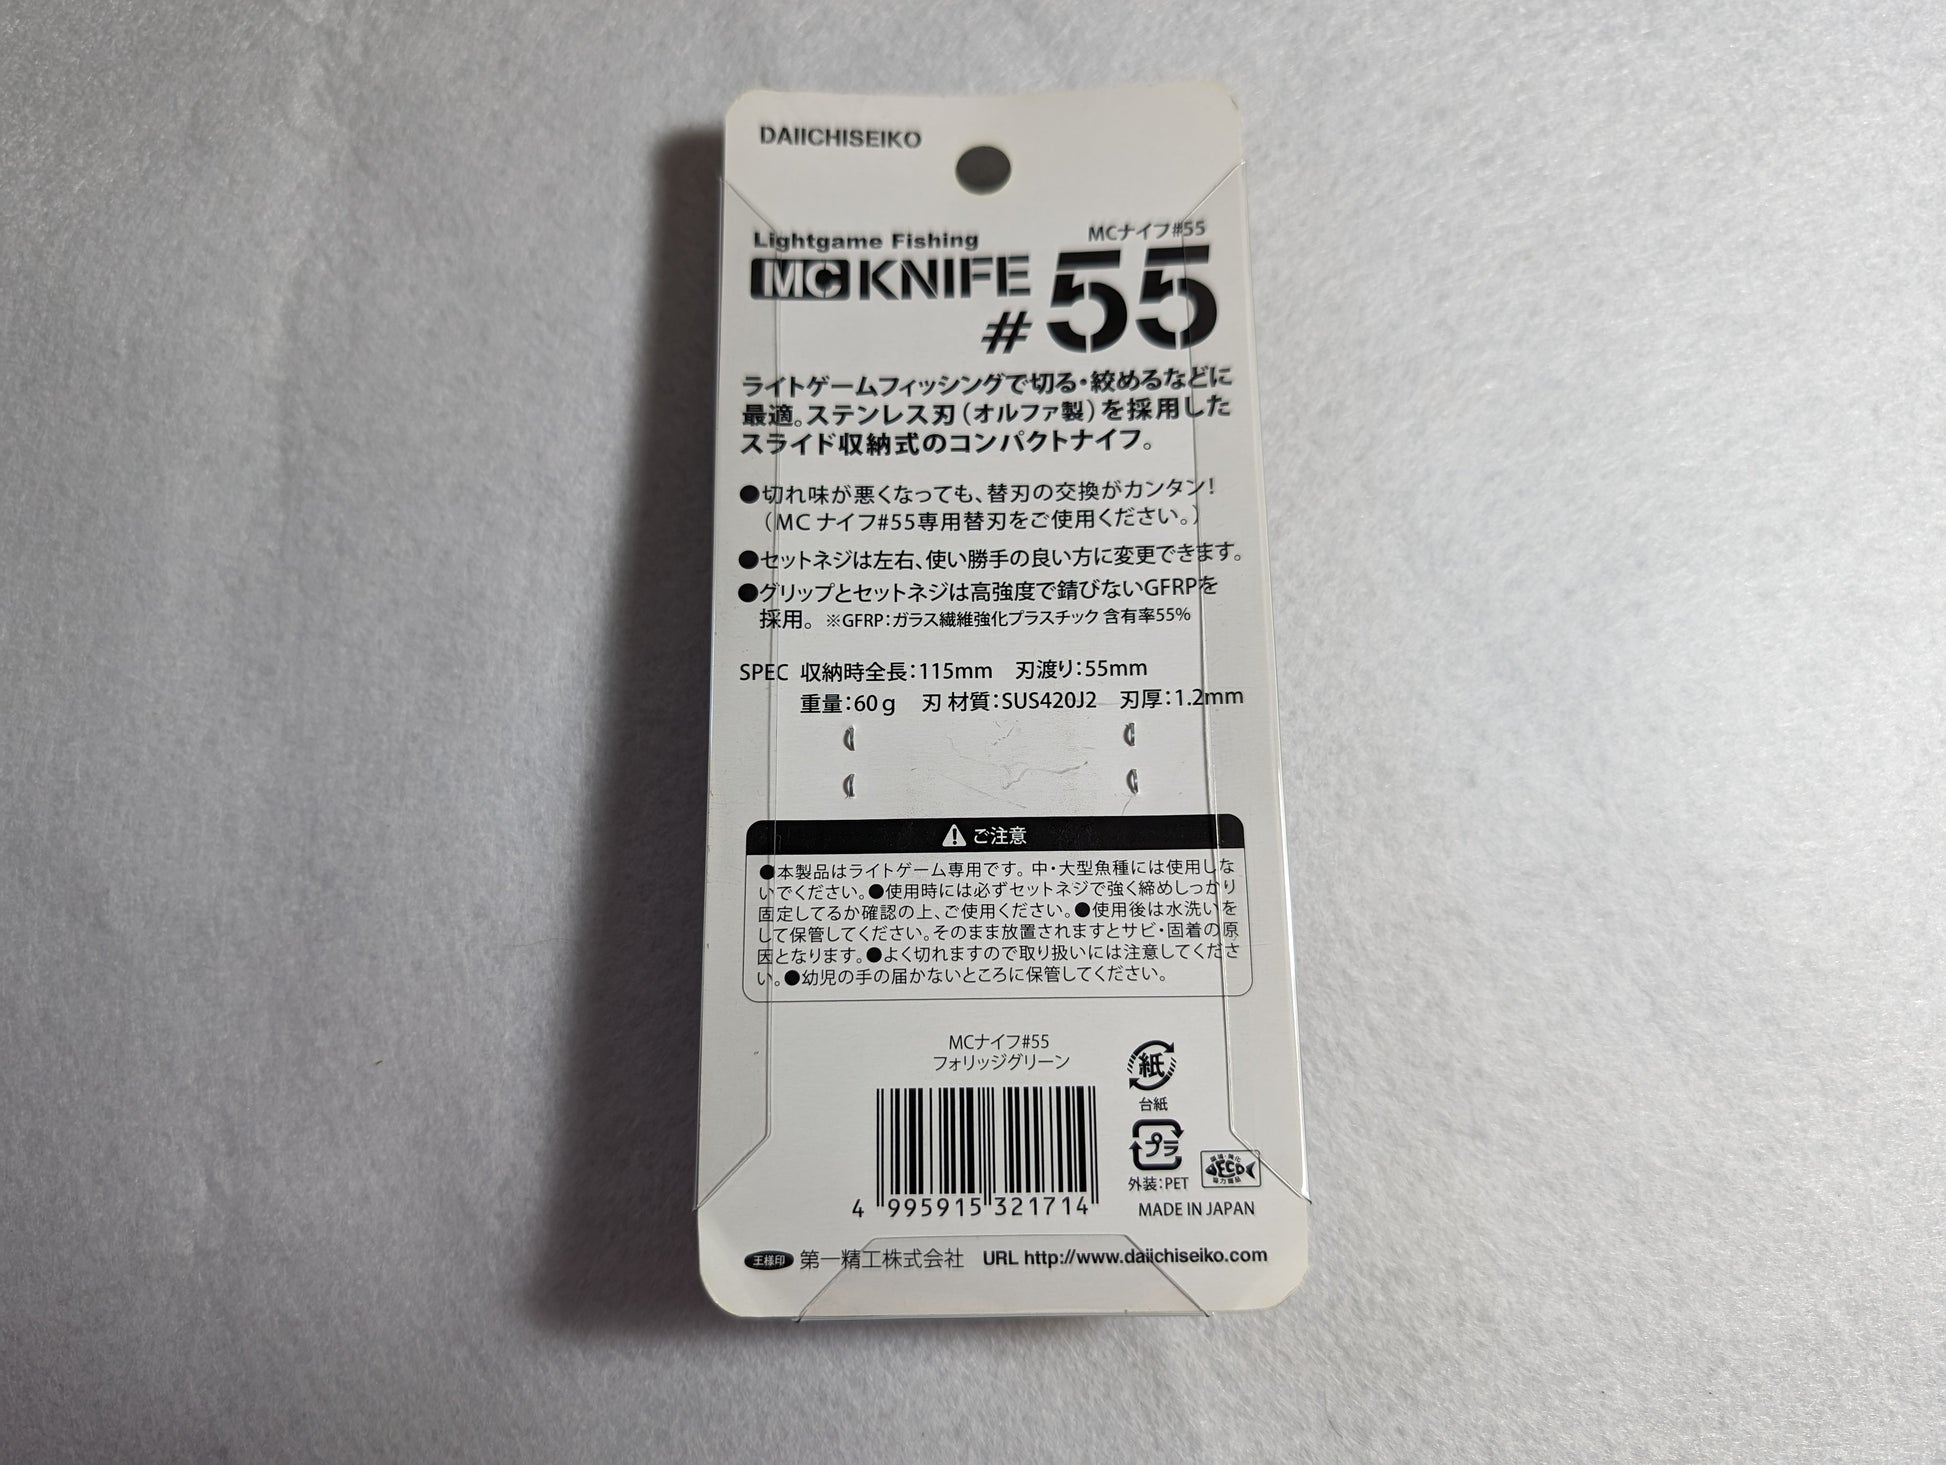 DAIICHISEIKO
Lightgame Fishing
MCナイフ#55
MC KNIFE
#55
ライトゲームフィッシングで切る・絞めるなどに
最適。ステンレス刃（オルファ製）を採用した
スライド収納式のコンパクトナイフ。
●切れ味が悪くなっても、替刃の交換がカンタン！
（MCナイフ#55専用替刃をご使用ください。）
●セットネジは左右、使い勝手の良い方に変更できます。
●グリップとセットネジは高強度で錆びないGFRPを
採用。※GFRP：ガラス繊維強化プラスチック 含有率55%
SPEC 収納時全長：115mm 刃渡り：55mm
重量：60g 刃 材質：SUS420J2 刃厚：1.2mm
ご注意
●本製品はライトゲーム専用です。中・大型魚種には使用しな
いでください。●使用時には必ずセットネジで強く締めしっかり
固定してるか確認の上、ご使用ください。●使用後は水洗いを
して保管してください。そのまま放置されますとサビ・固着の原
因となります。●よく切れますので取り扱いには注意してくださ
い。●幼児の手の届かないところに保管してください。
MCナイフ#55
フォリッジグリーン
紙
台紙
プラ
外装：PET
ECO
4 995915 321714
MADE IN JAPAN
王様印 第一精工株式会社 URL http://www.daiichiseiko.com